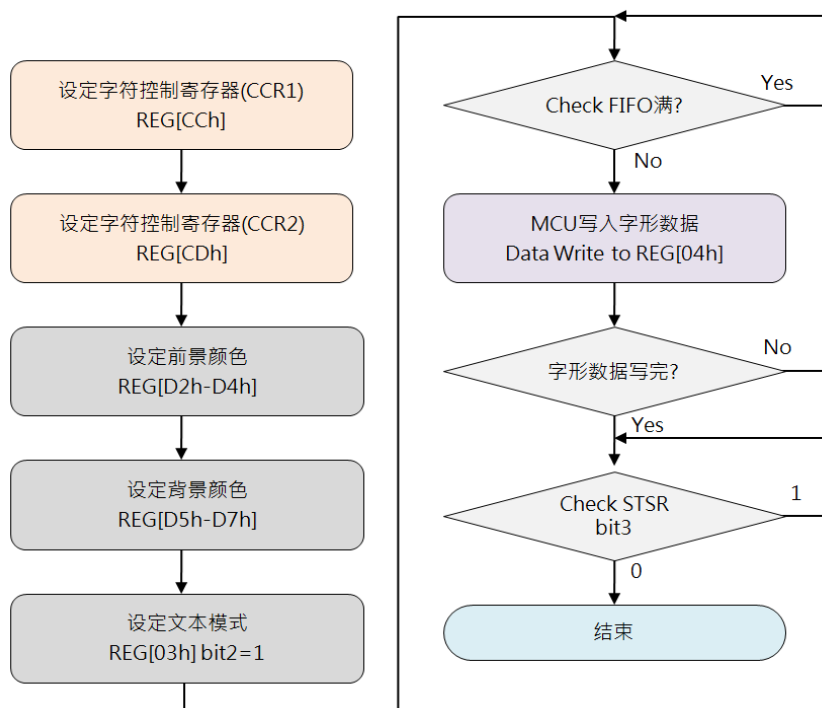 设定字符控制寄存器(CCR1)
REG[CCh]
设定字符控制寄存器(CCR2)
REG[CDh]
设定前景颜色
REG[D2h-D4h]
设定背景颜色
REG[D5h-D7h]
设定文本模式
REG[03h] bit2=1
Check FIFO满?
Yes
No
MCU写入字形数据
Data Write to REG[04h]
字形数据写完?
No
Yes
Check STSR
bit3
1
0
结束